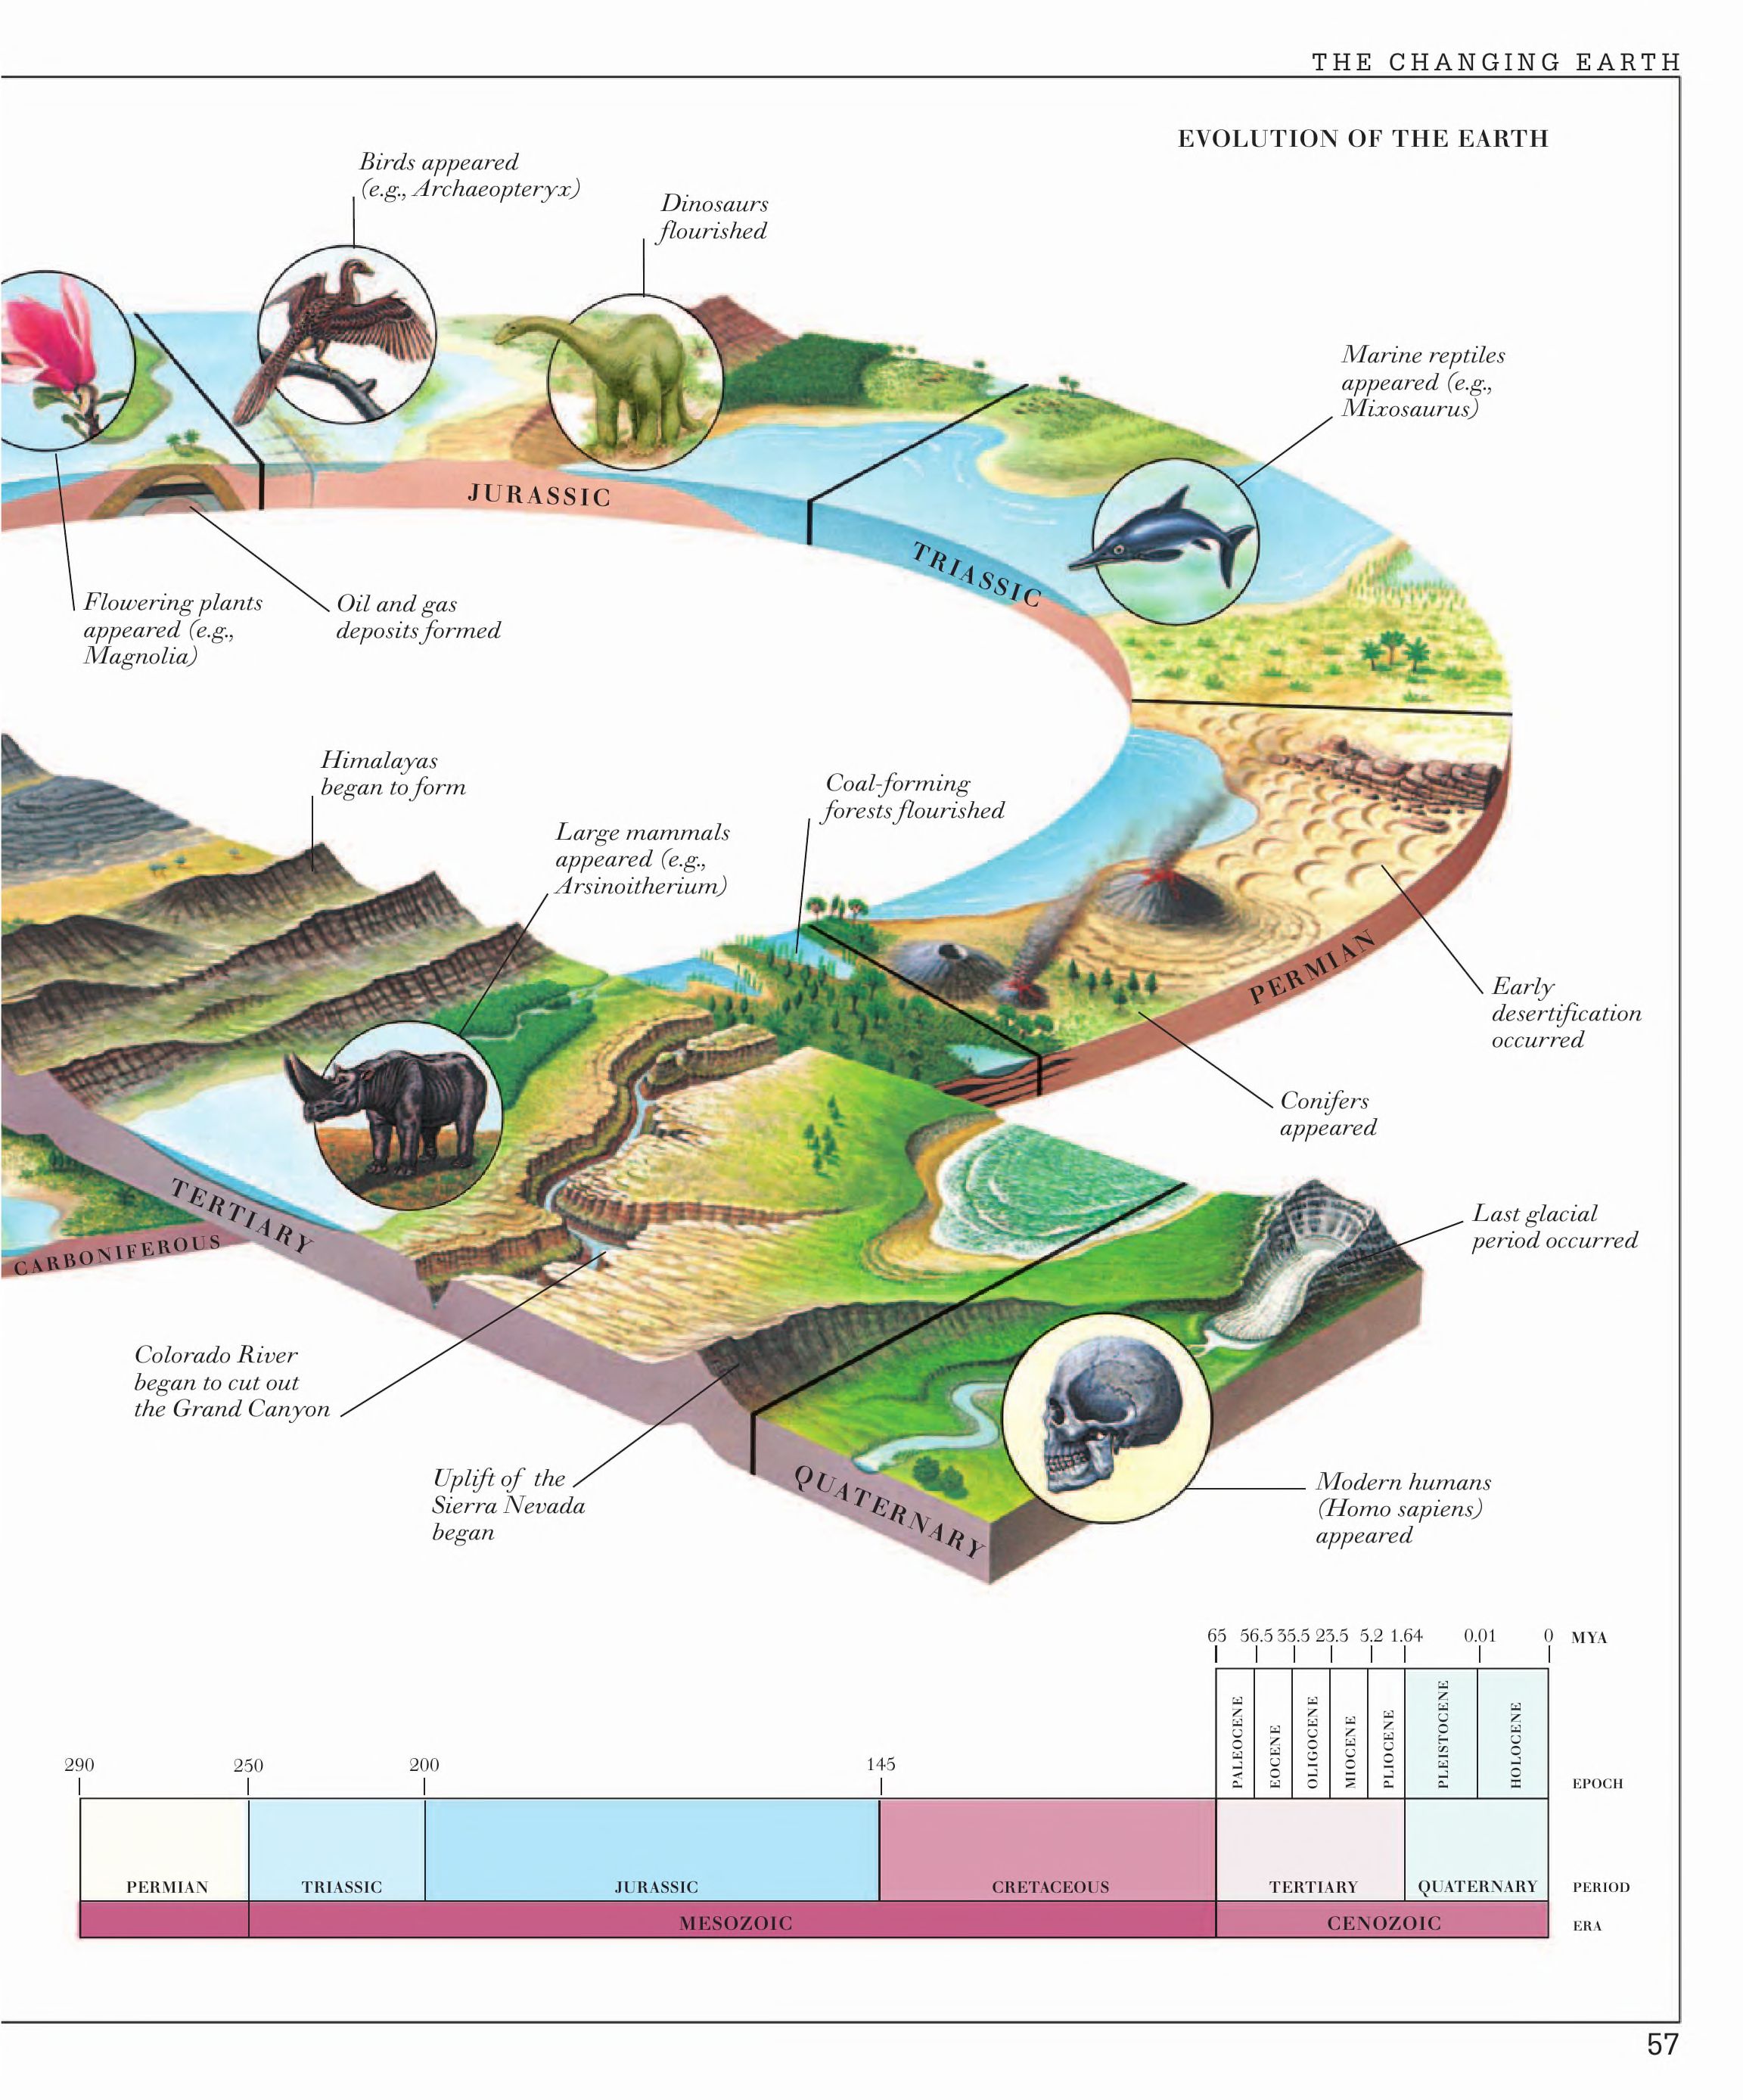 THE CHANGING EARTH
EVOLUTION OF THE EARTH
Birds appeared
(e.g., Archaeopteryx)
Dinosaurs
flourished
Marine reptiles
appeared (e.g.,
Mixosaurus)
JURASSIC
TRIASSIC
Flowering plants
appeared (e.g.,
Magnolia)
Oil and gas
deposits formed
Himalayas
began to form
Large mammals
appeared (e.g.,
Arsinoitherium)
Coal-forming
forests flourished
PERMIAN
Early
desertification
occurred
Conifers
appeared
TERTIARY
CARBONIFEROUS
Last glacial
period occurred
Colorado River
began to cut out
the Grand Canyon
Uplift of the
Sierra Nevada
began
QUATERNARY
Modern humans
(Homo sapiens)
appeared
65 56.5 35.5 23.5 5.2 1.64 0.01 0 MYA
PALEOCENE
EOCENE
OLIGOCENE
MIOCENE
PLIOCENE
PLEISTOCENE
HOLOCENE
EPOCH
290 250 200 145
PERMIAN TRIASSIC JURASSIC CRETACEOUS TERTIARY QUATERNARY PERIOD
MESOZOIC CENOZOIC ERA
57